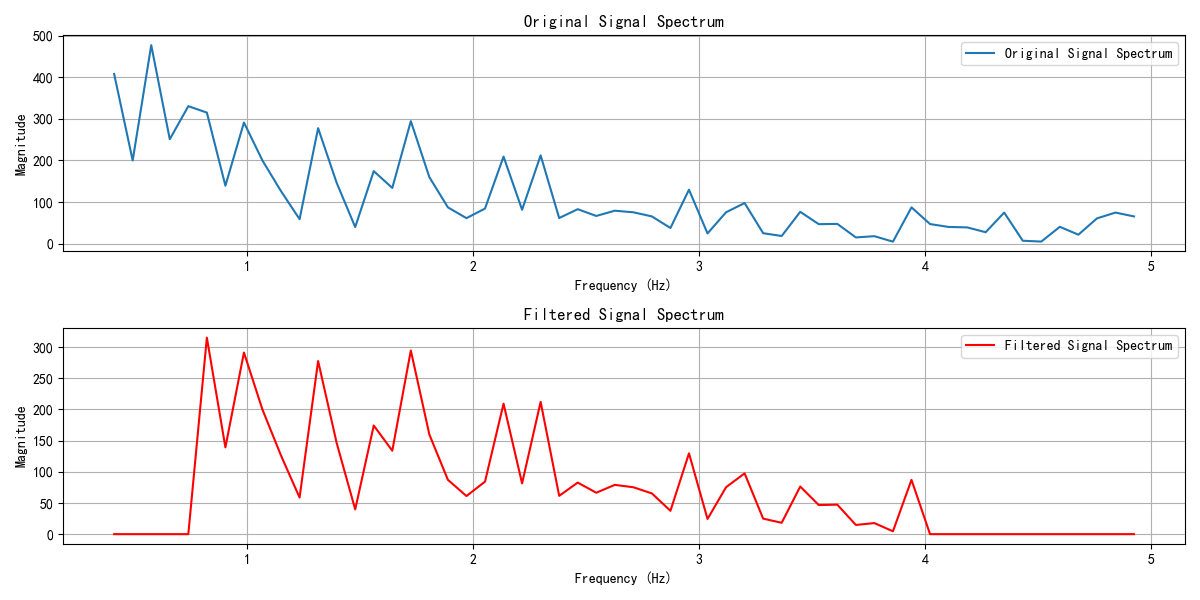 Original Signal Spectrum
500
400
300
200
100
0
Magnitude
Original Signal Spectrum
1 2 3 4 5
Frequency (Hz)
Filtered Signal Spectrum
300
250
200
150
100
50
0
Magnitude
Filtered Signal Spectrum
1 2 3 4 5
Frequency (Hz)